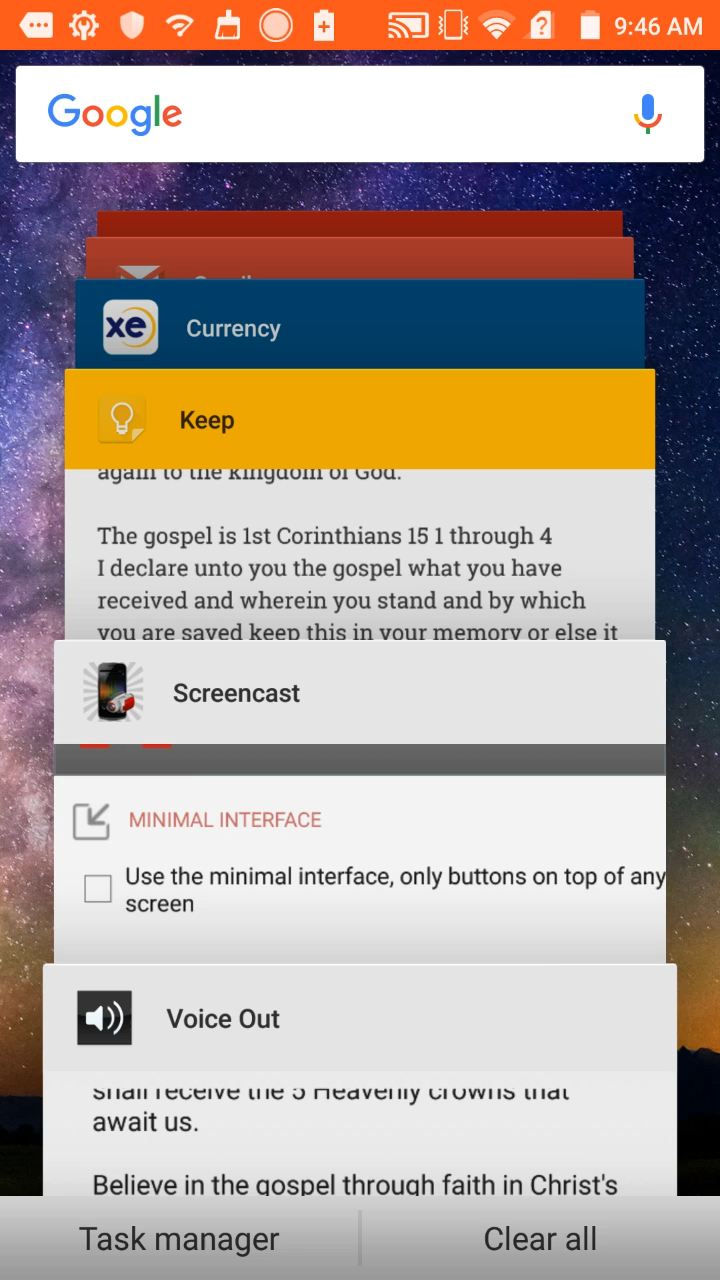 9:46 AM
Google
xe
Currency
Keep
again to the kingdom of God.
The gospel is 1st Corinthians 15 1 through 4
I declare unto you the gospel what you have
received and wherein you stand and by which
you are saved keep this in your memory or else it
Screencast
MINIMAL INTERFACE
Use the minimal interface, only buttons on top of any
screen
Voice Out
shall receive the 5 Heavenly crowns that
await us.
Believe in the gospel through faith in Christ's
Task manager
Clear all